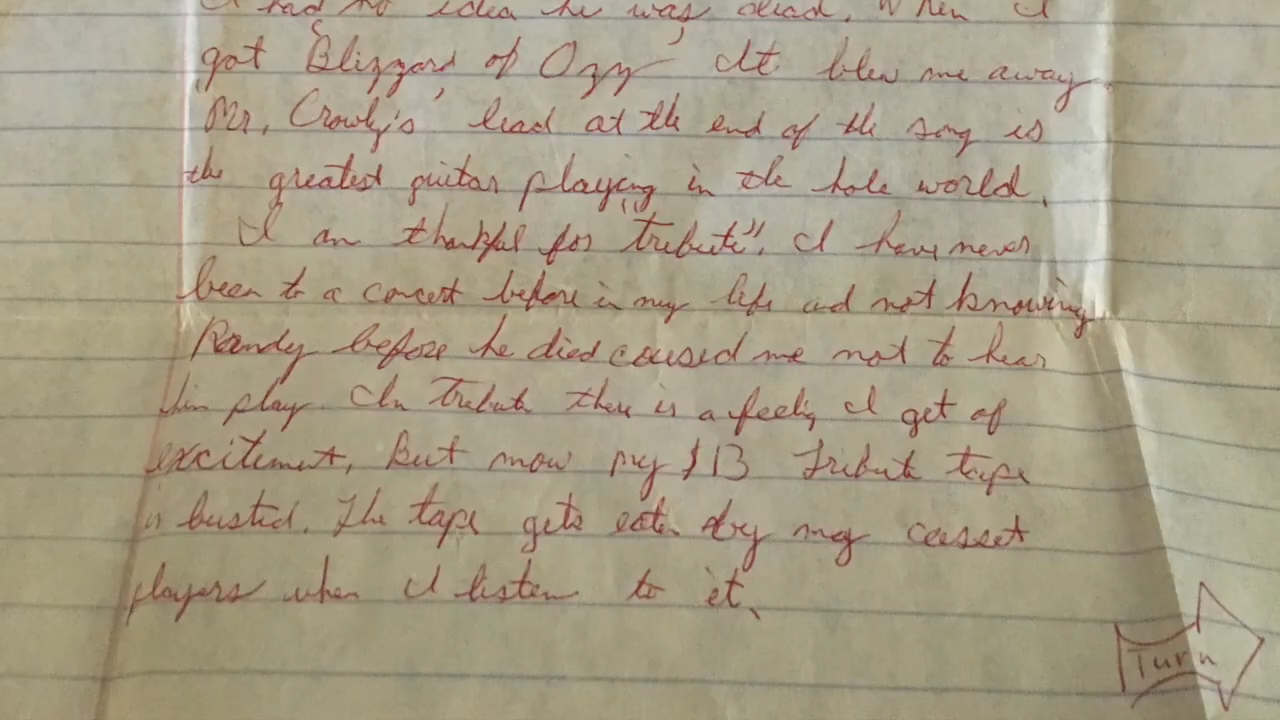 I had no idea he was dead. When I
got Blizzard of Ozz, It blew me away
Mr, Crowly's lead at the end of the song is
the greatest guitar playing in the hole world.
I am thankful for "Tribute". I have never
been to a concert before in my life and not knowing
Randy before he died caused me not to hear
him play. In Tribute there is a feeling I get of
excitement, But now my $13 Tribute tape
is busted. The tape gets eaten by my casset
players when I listen to it.
Turn